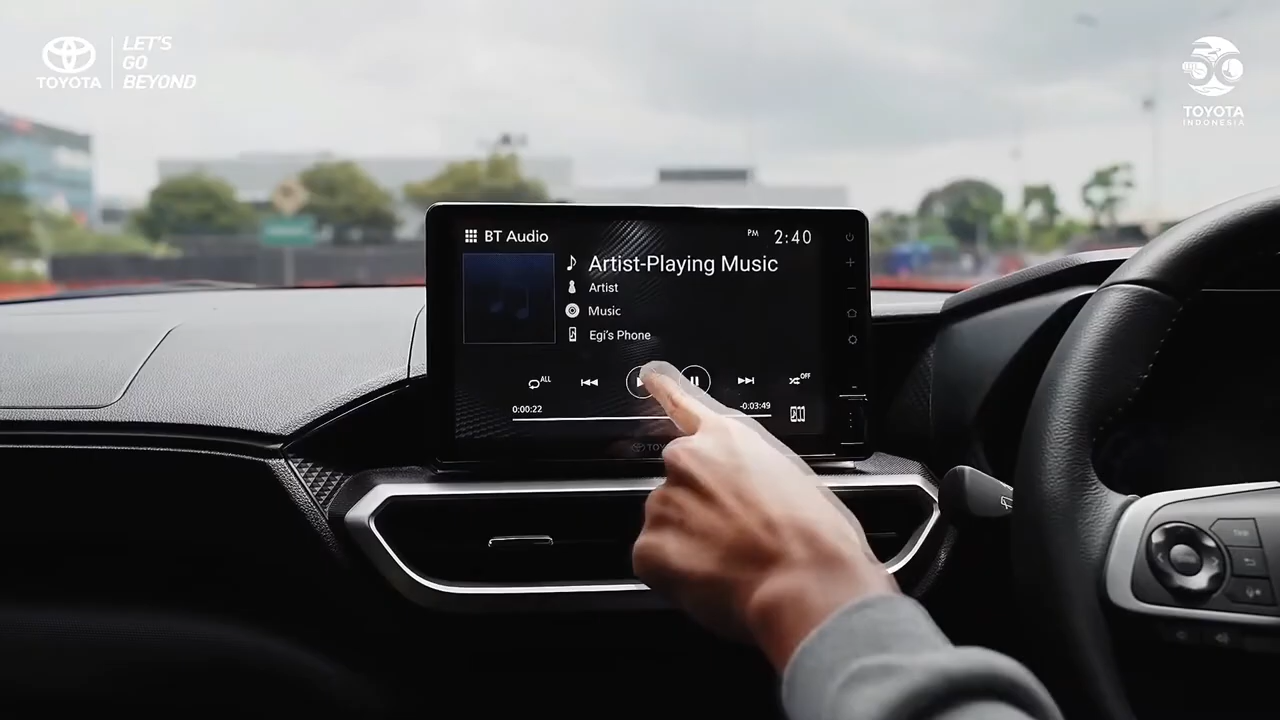 TOYOTA
LET'S
GO
BEYOND
TOYOTA
INDONESIA
BT Audio
PM 2:40
Artist-Playing Music
Artist
Music
Egi's Phone
ALL
OFF
0:00:22
-0:03:49